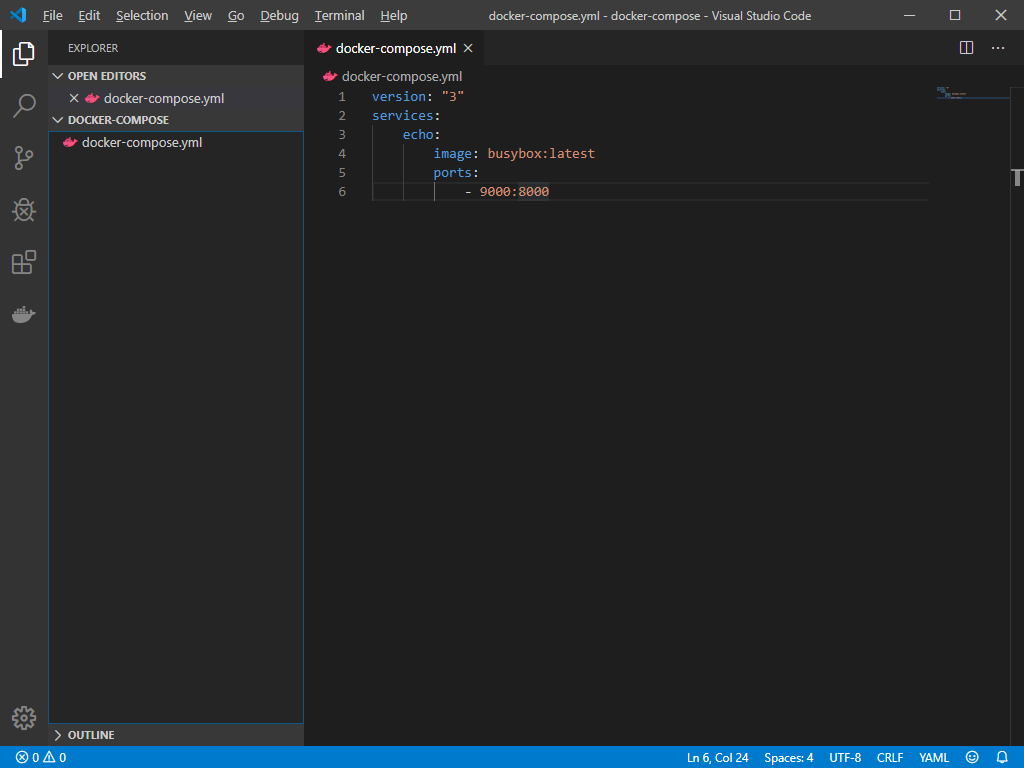 File Edit Selection View Go Debug Terminal Help docker-compose.yml - docker-compose - Visual Studio Code
EXPLORER
OPEN EDITORS
docker-compose.yml
DOCKER-COMPOSE
docker-compose.yml
OUTLINE
docker-compose.yml
docker-compose.yml
1 version: "3"
2 services:
3 echo:
4 image: busybox:latest
5 ports:
6 - 9000:8000
0 0 Ln 6, Col 24 Spaces: 4 UTF-8 CRLF YAML